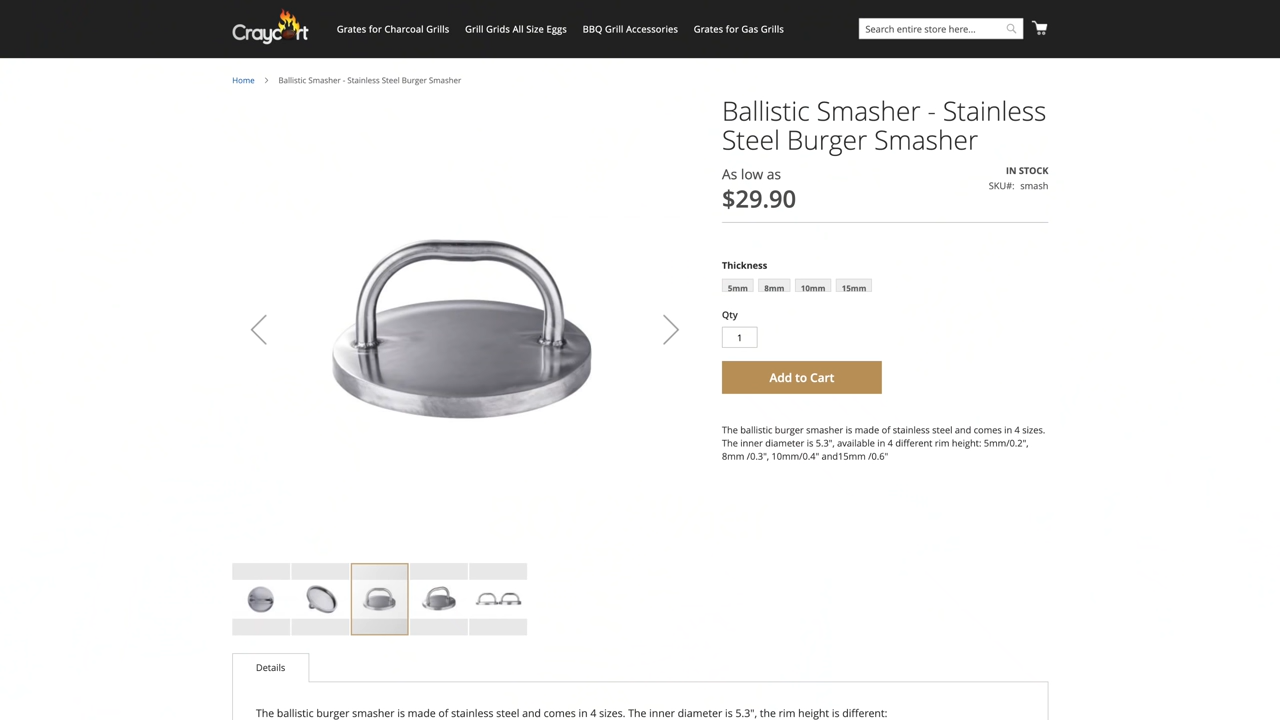 Craycort
Grates for Charcoal Grills
Grill Grids All Size Eggs
BBQ Grill Accessories
Grates for Gas Grills
Search entire store here...
Home
Ballistic Smasher - Stainless Steel Burger Smasher
Ballistic Smasher - Stainless
Steel Burger Smasher
As low as
$29.90
IN STOCK
SKU#: smash
Thickness
5mm
8mm
10mm
15mm
Qty
1
Add to Cart
The ballistic burger smasher is made of stainless steel and comes in 4 sizes.
The inner diameter is 5.3", available in 4 different rim height: 5mm/0.2",
8mm /0.3", 10mm/0.4" and15mm /0.6"
Details
The ballistic burger smasher is made of stainless steel and comes in 4 sizes. The inner diameter is 5.3", the rim height is different: